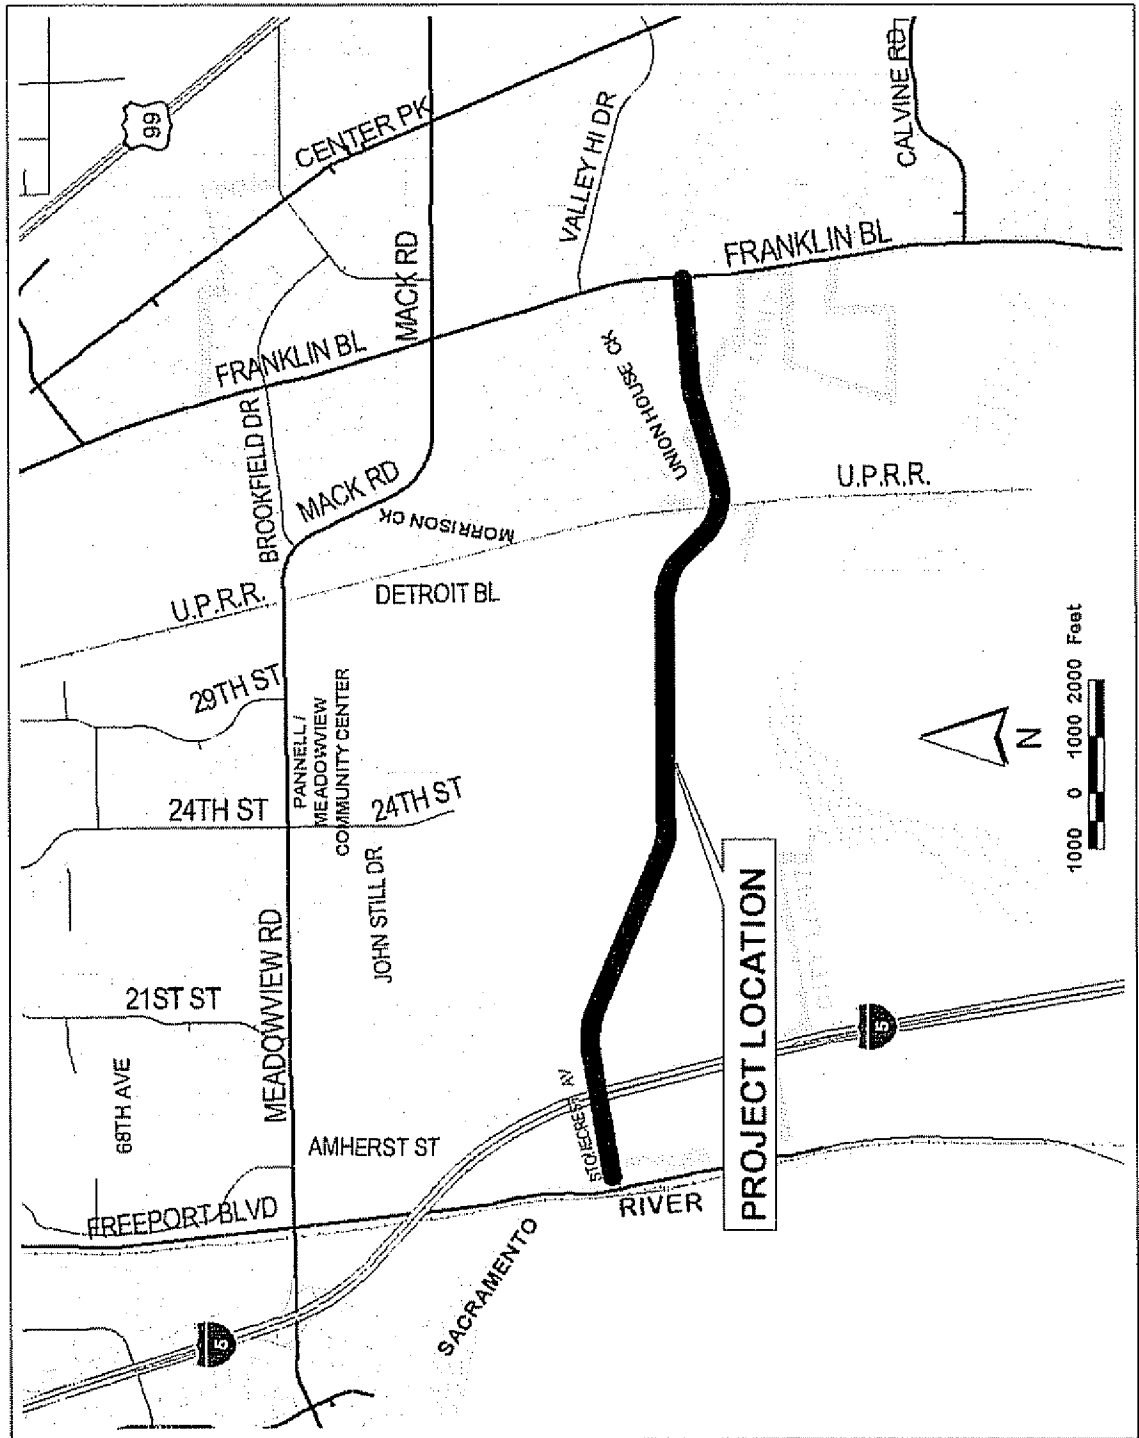 99
CENTER PK
CALVINE RD
VALLEY HI DR
MACK RD
FRANKLIN BL
FRANKLIN BL
UNIONHOUSE CK
BROOKFIELD DR
MACK RD
MORRISON CK
U.P.R.R.
U.P.R.R.
DETROIT BL
29TH ST
PANNELL /
MEADOWVIEW
COMMUNITY CENTER
24TH ST
24TH ST
JOHN STILL DR
MEADOWVIEW RD
21ST ST
68TH AVE
AMHERST ST
STONECREST AV
FREEPORT BLVD
SACRAMENTO
RIVER
5
5
PROJECT LOCATION
N
1000 0 1000 2000 Feet